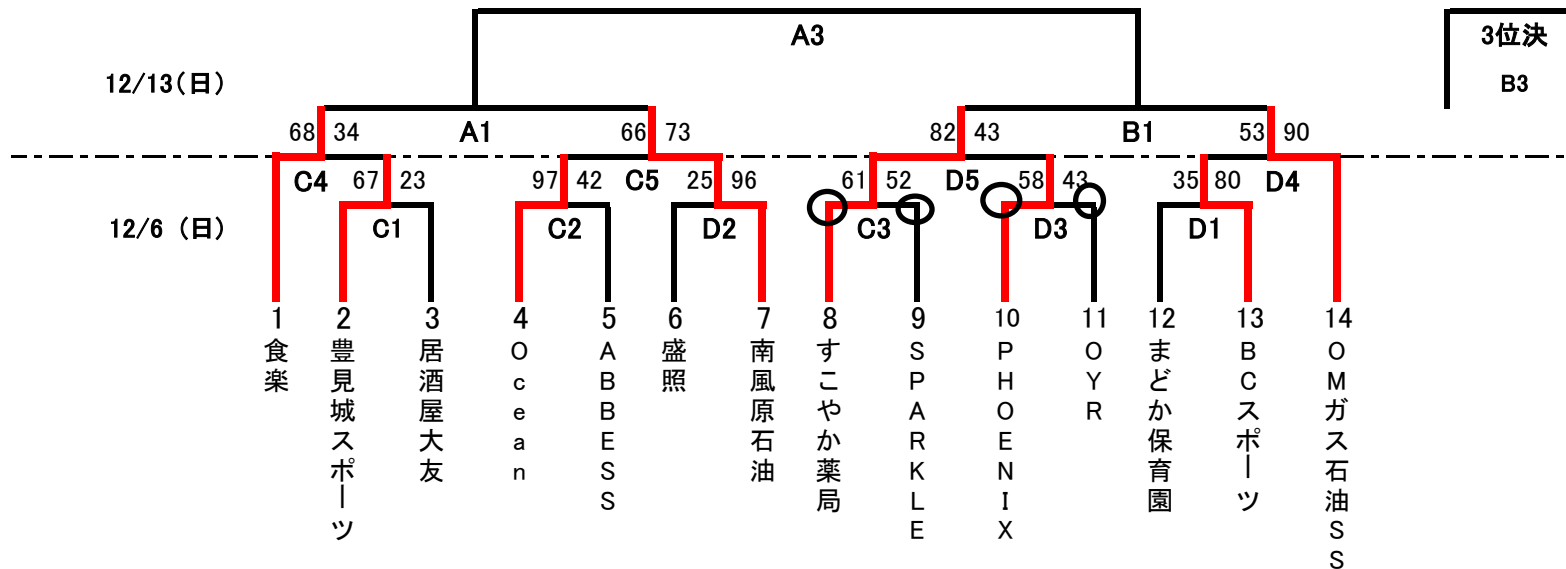 A3
3位決
12/13(日)
B3
68 34
A1
66 73
82 43
B1
53 90
C4
67 23
97 42
C5
25 96
61 52
D5
58 43
35 80
D4
12/6 (日)
C1
C2
D2
C3
D3
D1
1
食楽
2
豊見城スポーツ
3
居酒屋大友
4
Ocean
5
ABBESS
6
盛照
7
南風原石油
8
すこやか薬局
9
SPARKLE
10
PHOENIX
11
OYR
12
まどか保育園
13
BCスポーツ
14
OMガス石油SS